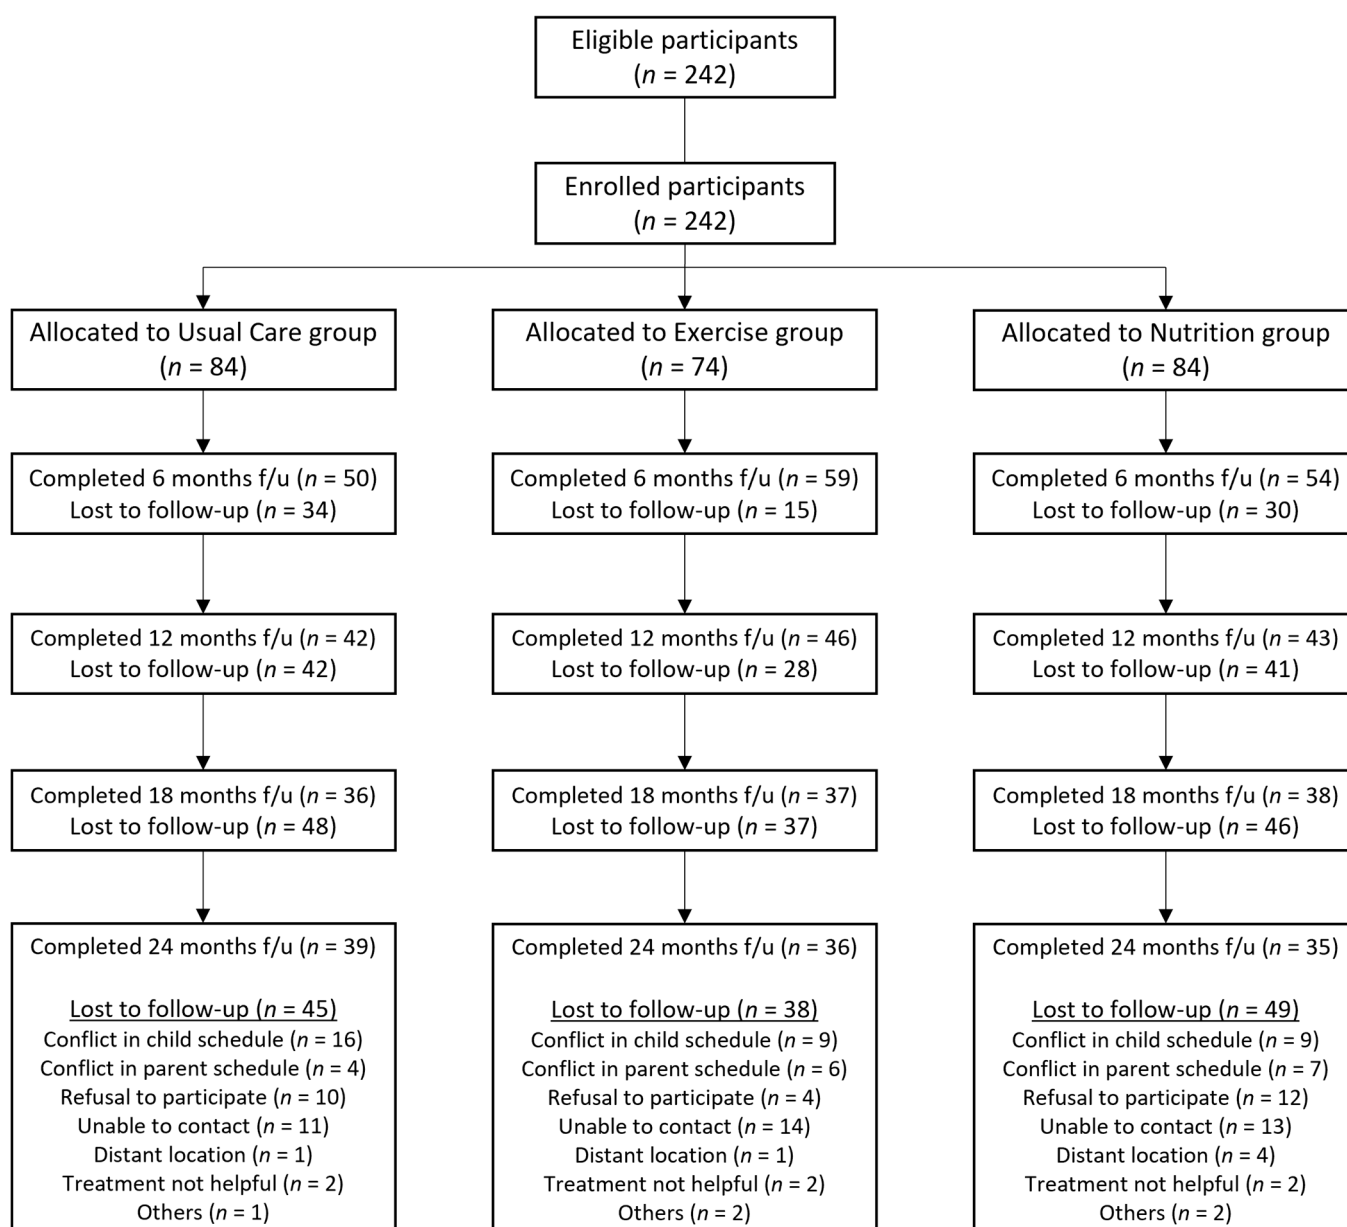 Eligible participants
(n = 242)
Enrolled participants
(n = 242)
Allocated to Usual Care group
(n = 84)
Allocated to Exercise group
(n = 74)
Allocated to Nutrition group
(n = 84)
Completed 6 months f/u (n = 50)
Lost to follow-up (n = 34)
Completed 6 months f/u (n = 59)
Lost to follow-up (n = 15)
Completed 6 months f/u (n = 54)
Lost to follow-up (n = 30)
Completed 12 months f/u (n = 42)
Lost to follow-up (n = 42)
Completed 12 months f/u (n = 46)
Lost to follow-up (n = 28)
Completed 12 months f/u (n = 43)
Lost to follow-up (n = 41)
Completed 18 months f/u (n = 36)
Lost to follow-up (n = 48)
Completed 18 months f/u (n = 37)
Lost to follow-up (n = 37)
Completed 18 months f/u (n = 38)
Lost to follow-up (n = 46)
Completed 24 months f/u (n = 39)
Lost to follow-up (n = 45)
Conflict in child schedule (n = 16)
Conflict in parent schedule (n = 4)
Refusal to participate (n = 10)
Unable to contact (n = 11)
Distant location (n = 1)
Treatment not helpful (n = 2)
Others (n = 1)
Completed 24 months f/u (n = 36)
Lost to follow-up (n = 38)
Conflict in child schedule (n = 9)
Conflict in parent schedule (n = 6)
Refusal to participate (n = 4)
Unable to contact (n = 14)
Distant location (n = 1)
Treatment not helpful (n = 2)
Others (n = 2)
Completed 24 months f/u (n = 35)
Lost to follow-up (n = 49)
Conflict in child schedule (n = 9)
Conflict in parent schedule (n = 7)
Refusal to participate (n = 12)
Unable to contact (n = 13)
Distant location (n = 4)
Treatment not helpful (n = 2)
Others (n = 2)